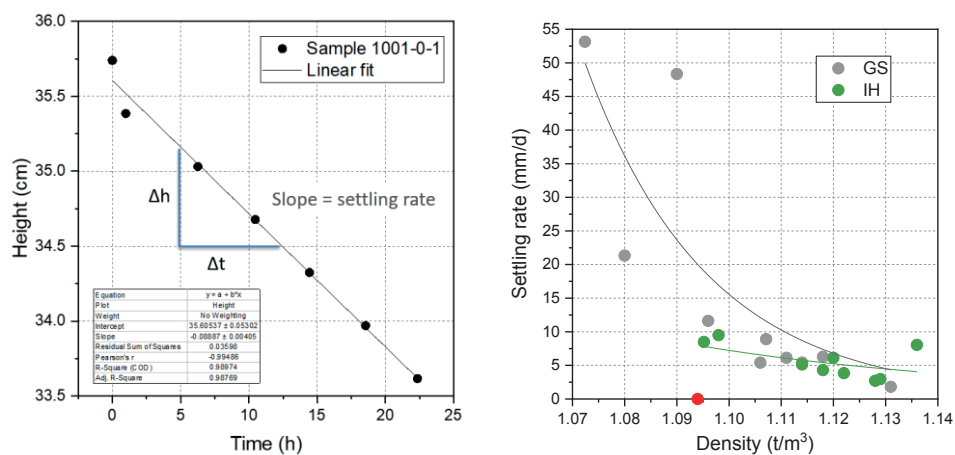 36.0
35.5
35.0
34.5
34.0
33.5
Height (cm)
0
5
10
15
20
25
Time (h)
Sample 1001-0-1
Linear fit
Δh
Δt
Slope = settling rate
Equation y = a + b*x
Plot Height
Weight No Weighting
Intercept 35.60537 ± 0.05302
Slope -0.08887 ± 0.00405
Residual Sum of Squares 0.03598
Pearson's r -0.99486
R-Square (COD) 0.98974
Adj. R-Square 0.98769
55
50
45
40
35
30
25
20
15
10
5
0
Settling rate (mm/d)
1.07
1.08
1.09
1.10
1.11
1.12
1.13
1.14
Density (t/m³)
GS
IH